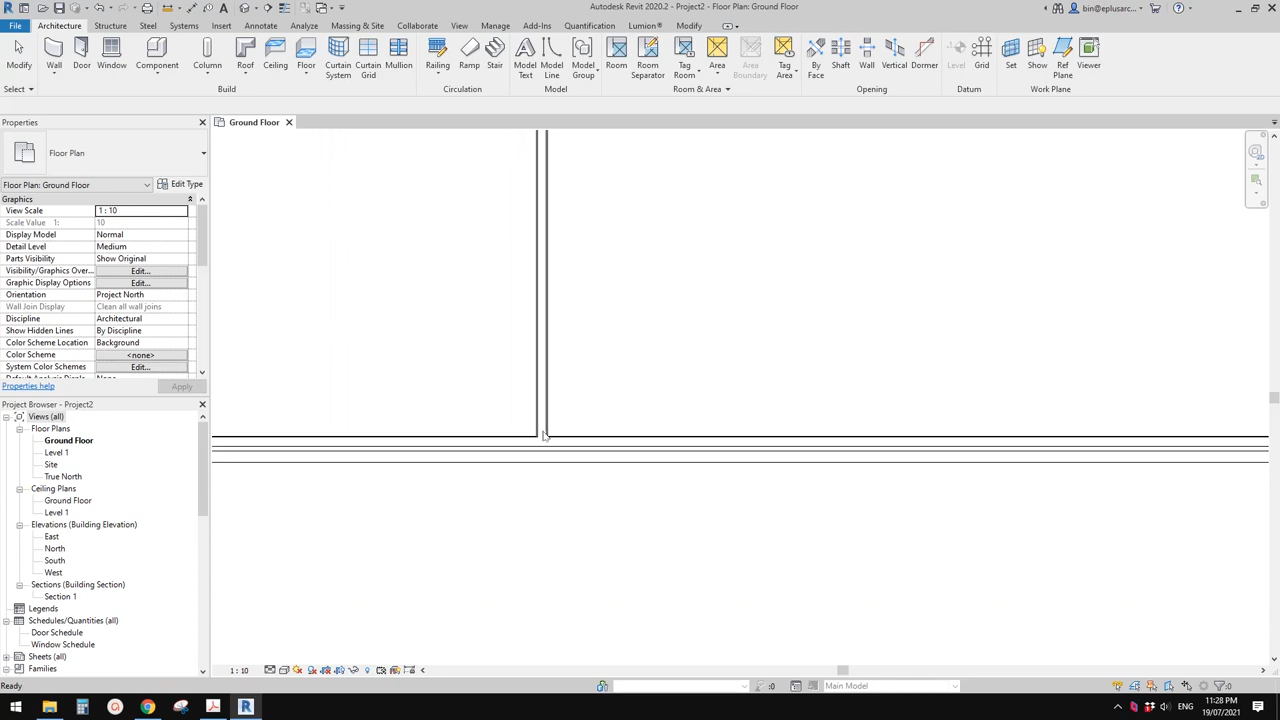 Autodesk Revit 2020.2 - Project2 - Floor Plan: Ground Floor
bin@eplusarc...
File Architecture Structure Steel Systems Insert Annotate Analyze Massing & Site Collaborate View Manage Add-Ins Quantification Lumion® Modify
Modify Wall Door Window Component Column Roof Ceiling Floor Curtain System Curtain Grid Mullion Railing Ramp Stair Model Text Model Line Model Group Room Room Separator Tag Room Area Area Boundary Tag Area By Face Shaft Wall Vertical Dormer Level Grid Set Show Ref Plane Viewer
Select Build Circulation Model Room & Area Opening Datum Work Plane
Properties
Ground Floor
Floor Plan
Floor Plan: Ground Floor
Edit Type
Graphics
View Scale 1 : 10
Scale Value 1: 10
Display Model Normal
Detail Level Medium
Parts Visibility Show Original
Visibility/Graphics Over... Edit...
Graphic Display Options Edit...
Orientation Project North
Wall Join Display Clean all wall joins
Discipline Architectural
Show Hidden Lines By Discipline
Color Scheme Location Background
Color Scheme <none>
System Color Schemes Edit...
Properties help Apply
Project Browser - Project2
Views (all)
Floor Plans
Ground Floor
Level 1
Site
True North
Ceiling Plans
Ground Floor
Level 1
Elevations (Building Elevation)
East
North
South
West
Sections (Building Section)
Section 1
Legends
Schedules/Quantities (all)
Door Schedule
Window Schedule
Sheets (all)
Families
1 : 10
Ready
:0
Main Model
:0
ENG
11:28 PM
19/07/2021